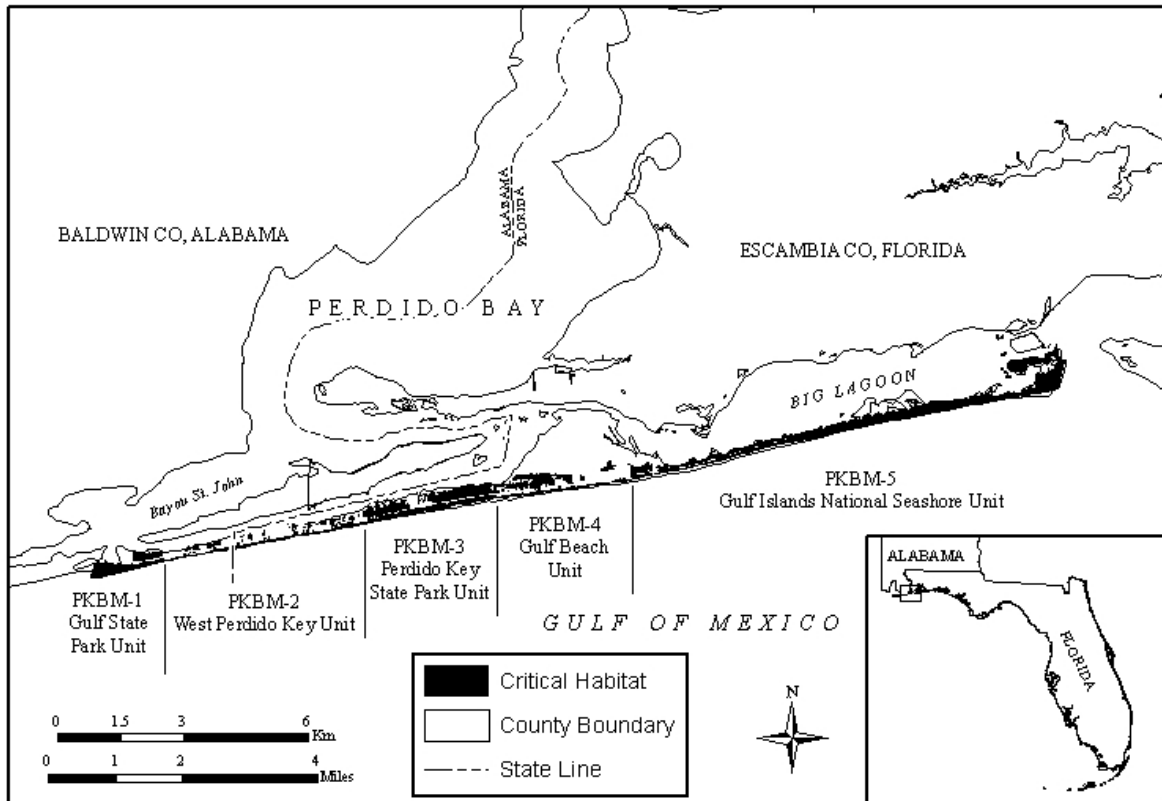 ALABAMA
FLORIDA
BALDWIN CO, ALABAMA
ESCAMBIA CO, FLORIDA
PERDIDO BAY
BIG LAGOON
Bayou St. John
PKBM-5
Gulf Islands National Seashore Unit
PKBM-4
Gulf Beach
Unit
PKBM-3
Perdido Key
State Park Unit
PKBM-2
West Perdido Key Unit
PKBM-1
Gulf State
Park Unit
GULF OF MEXICO
Critical Habitat
County Boundary
State Line
N
0 1.5 3 6
Km
0 1 2 4
Miles
ALABAMA
FLORIDA